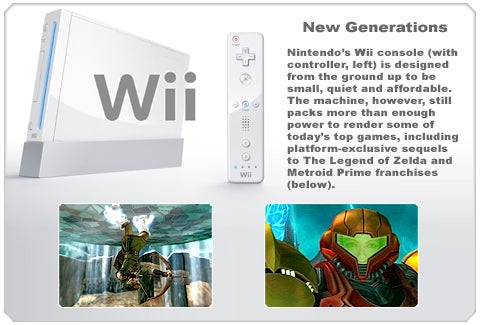 New Generations
Wii
Nintendo's Wii console (with
controller, left) is designed
from the ground up to be
small, quiet and affordable.
The machine, however, still
packs more than enough
power to render some of
today's top games, including
platform-exclusive sequels
to The Legend of Zelda and
Metroid Prime franchises
(below).
Wii